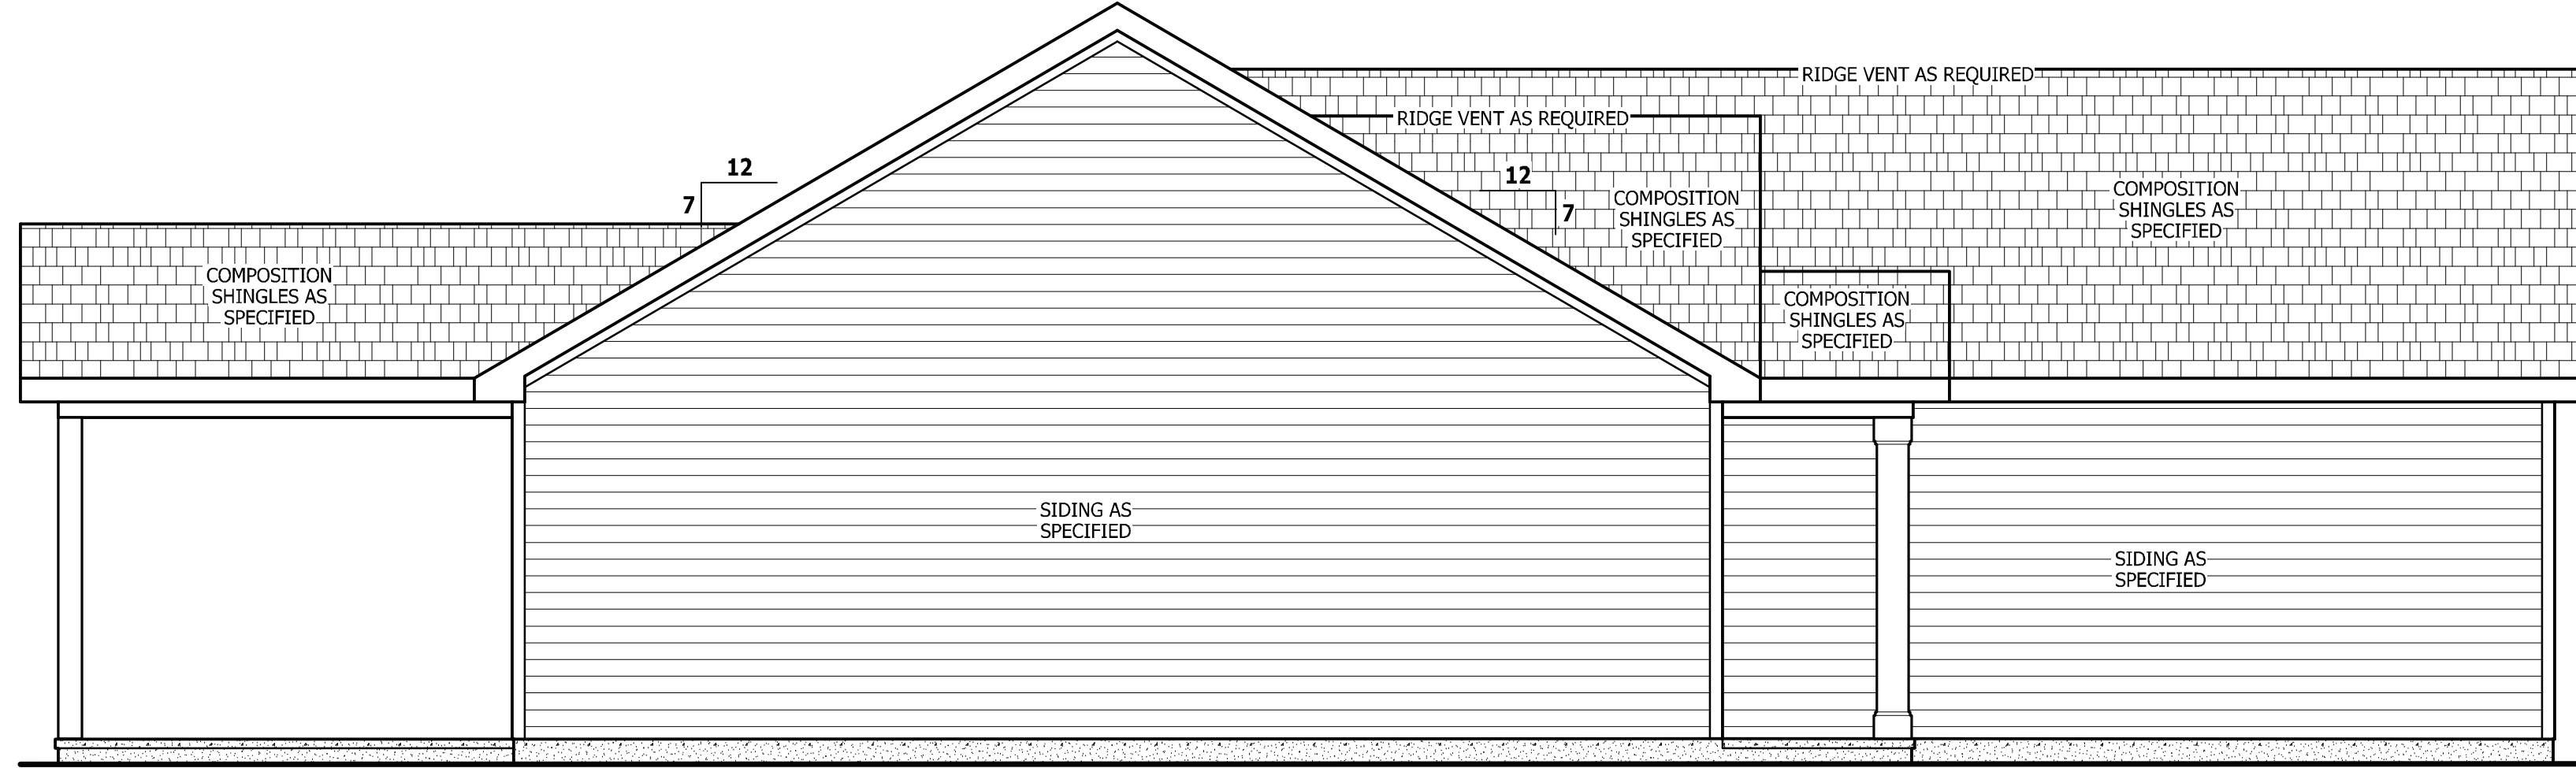 RIDGE VENT AS REQUIRED
RIDGE VENT AS REQUIRED
12
7
12
7
COMPOSITION
SHINGLES AS
SPECIFIED
COMPOSITION
SHINGLES AS
SPECIFIED
COMPOSITION
SHINGLES AS
SPECIFIED
COMPOSITION
SHINGLES AS
SPECIFIED
SIDING AS
SPECIFIED
SIDING AS
SPECIFIED